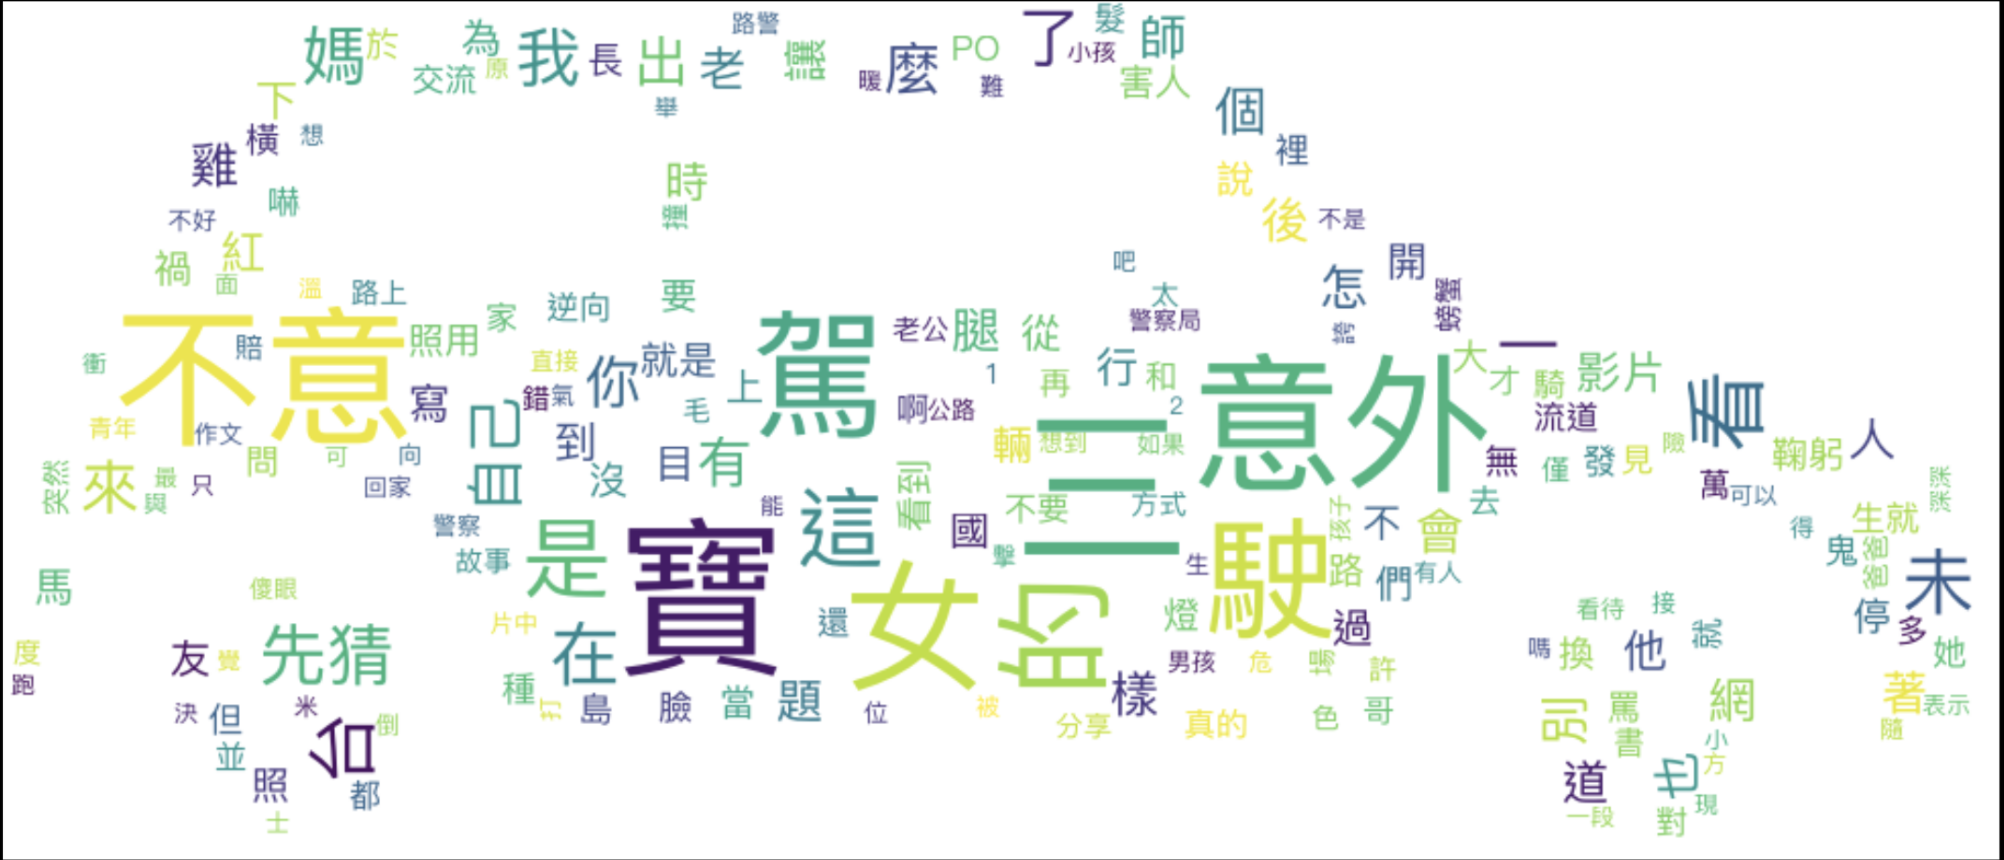 路警
媽 於 為 交流 原 我 長 出 老 讓 暖 麼 PO 難 了 小孩 髮 師 害人
舉
下 橫 想 雞 個 裡
嚇 時 說
不好 撞 後 不是
禍 紅 面 吧 開
溫 路上 家 逆向 要 太 怎 螃蟹
警察局 誇
不意 賠 照用 直接 你 就是 駕 老公 腿 從 行 和 意外 大 一 才 騎 影片
衝 寫 錯 氣 毛 上 1 再 2 流道 看
青年 作文 自己 到 啊 公路 三 輛 想到 如果 無 人
突然 來 最 與 只 問 可 向 回家 沒 目 有 看到 僅 發 見 險 鞠躬 深深
能 這 不要 方式 去 萬 可以
警察 國 孩子 不 會 得 生就
故事 是 寶 擊 生 駛 路 們 有人 鬼 爸爸 未
馬 傻眼 女 的 看待 接 停
片中 還 燈 過 就 多
度 跑 友 覺 先猜 在 男孩 危 場 許 嗎 換 他 她
種 打 島 臉 當 題 位 被 樣 著 表示
決 但 米 台 倒 分享 真的 色 哥 別 罵 網 隨
並 書 小
照 都 道 也 方
士 一段 對 現